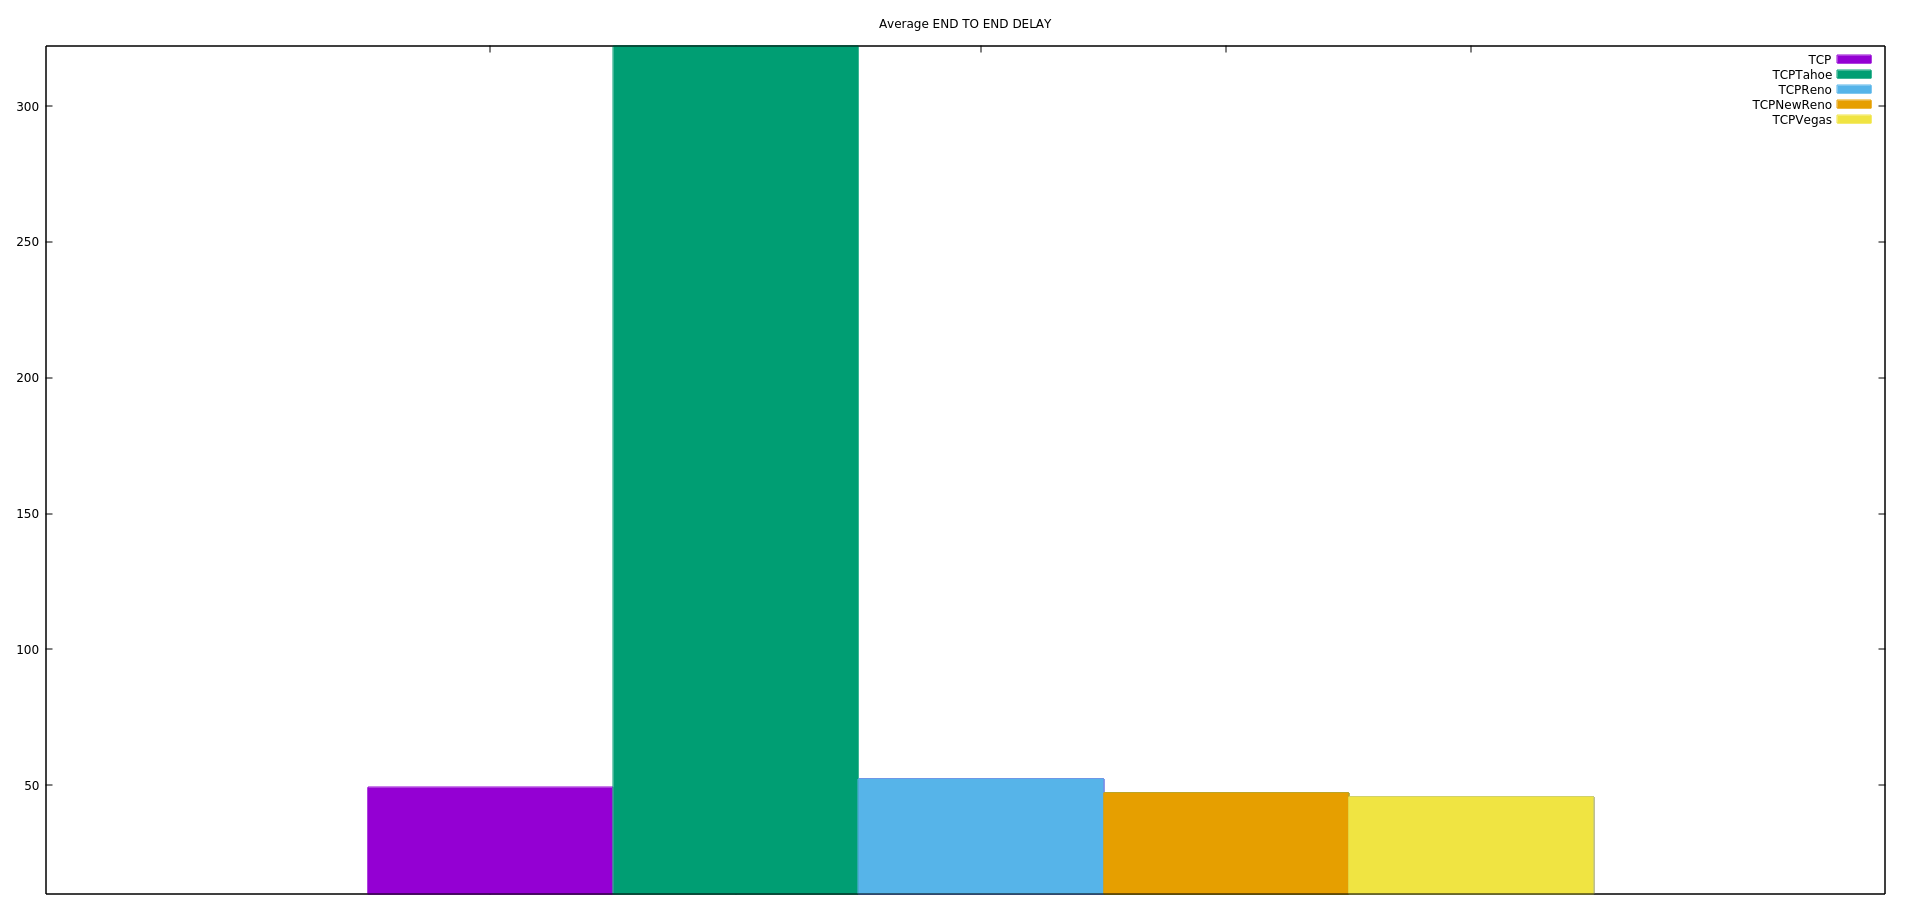 Average END TO END DELAY
TCP
TCPTahoe
TCPReno
TCPNewReno
TCPVegas
300
250
200
150
100
50